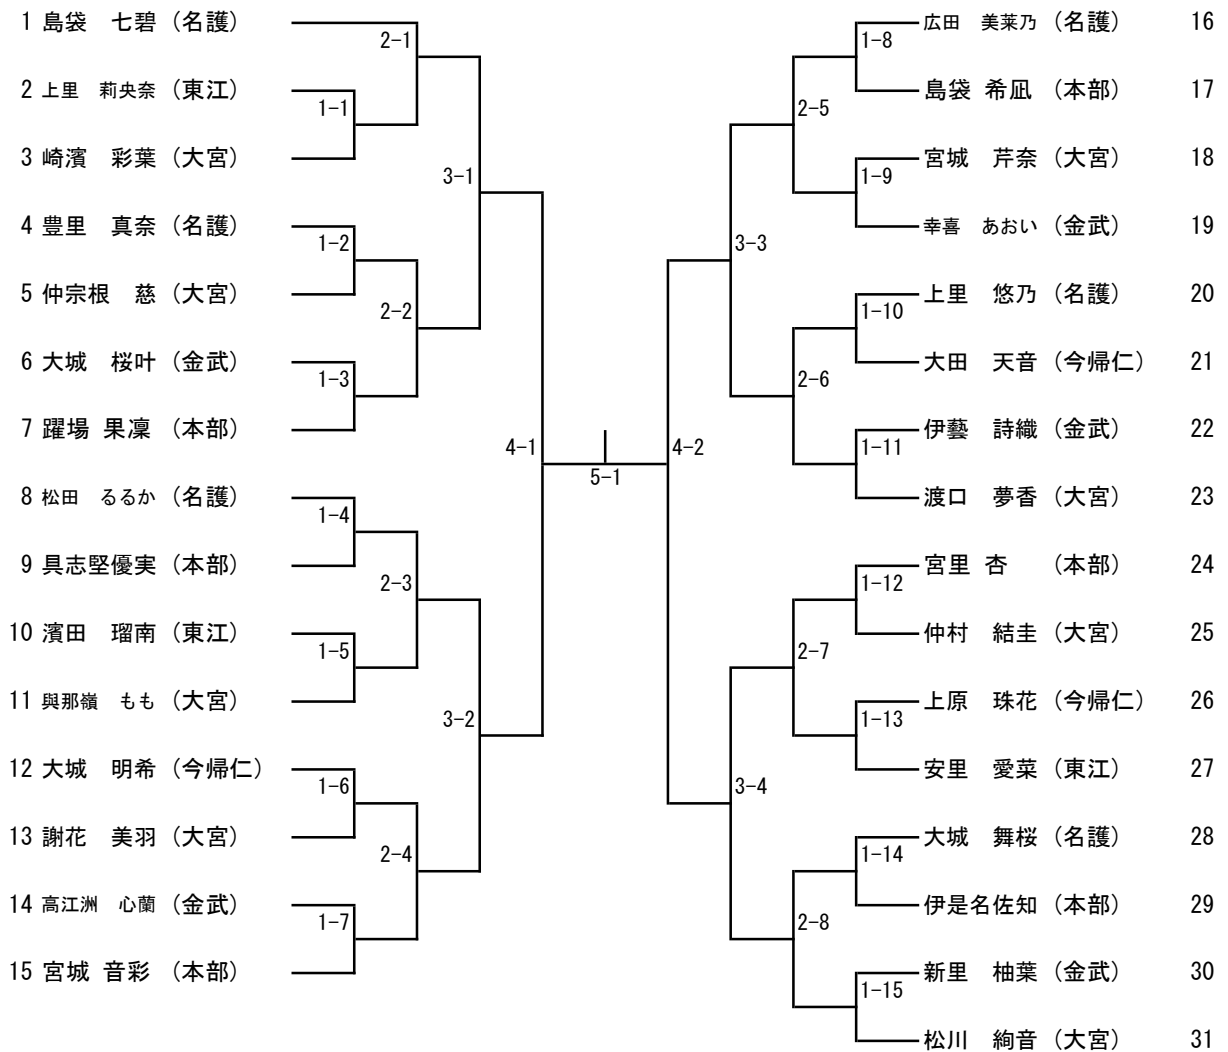 1 島袋　七碧（名護）
2 上里　莉央奈（東江）
3 崎濱　彩葉（大宮）
4 豊里　真奈（名護）
5 仲宗根　慈（大宮）
6 大城　桜叶（金武）
7 躍場 果凜（本部）
8 松田　るるか（名護）
9 具志堅優実（本部）
10 濱田　瑠南（東江）
11 與那嶺　もも（大宮）
12 大城　明希（今帰仁）
13 謝花　美羽（大宮）
14 高江洲　心蘭（金武）
15 宮城 音彩（本部）
1-1
1-2
1-3
1-4
1-5
1-6
1-7
2-1
2-2
2-3
2-4
3-1
3-2
4-1
5-1
4-2
3-3
3-4
2-5
2-6
2-7
2-8
1-8
1-9
1-10
1-11
1-12
1-13
1-14
1-15
広田　美莱乃（名護） 16
島袋 希凪（本部） 17
宮城　芹奈（大宮） 18
幸喜　あおい（金武） 19
上里　悠乃（名護） 20
大田　天音（今帰仁） 21
伊藝　詩織（金武） 22
渡口　夢香（大宮） 23
宮里 杏　（本部） 24
仲村　結圭（大宮） 25
上原　珠花（今帰仁） 26
安里　愛菜（東江） 27
大城　舞桜（名護） 28
伊是名佐知（本部） 29
新里　柚葉（金武） 30
松川　絢音（大宮） 31